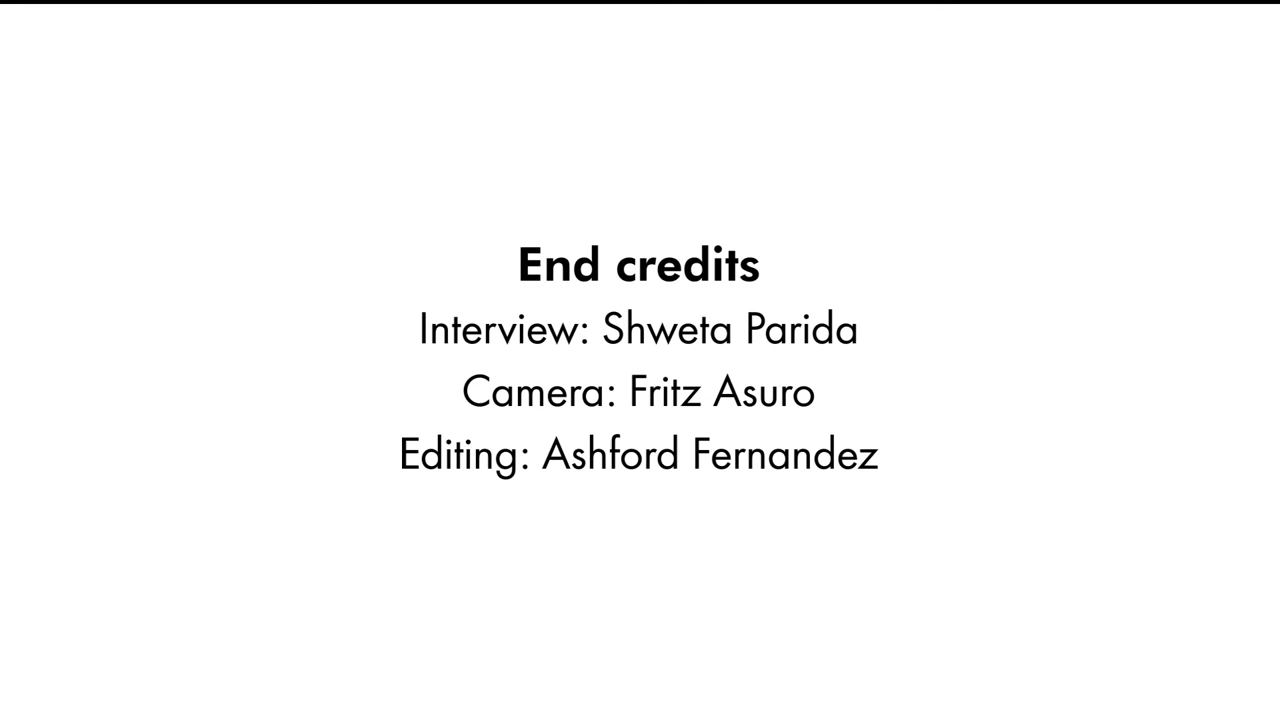 End credits
Interview: Shweta Parida
Camera: Fritz Asuro
Editing: Ashford Fernandez